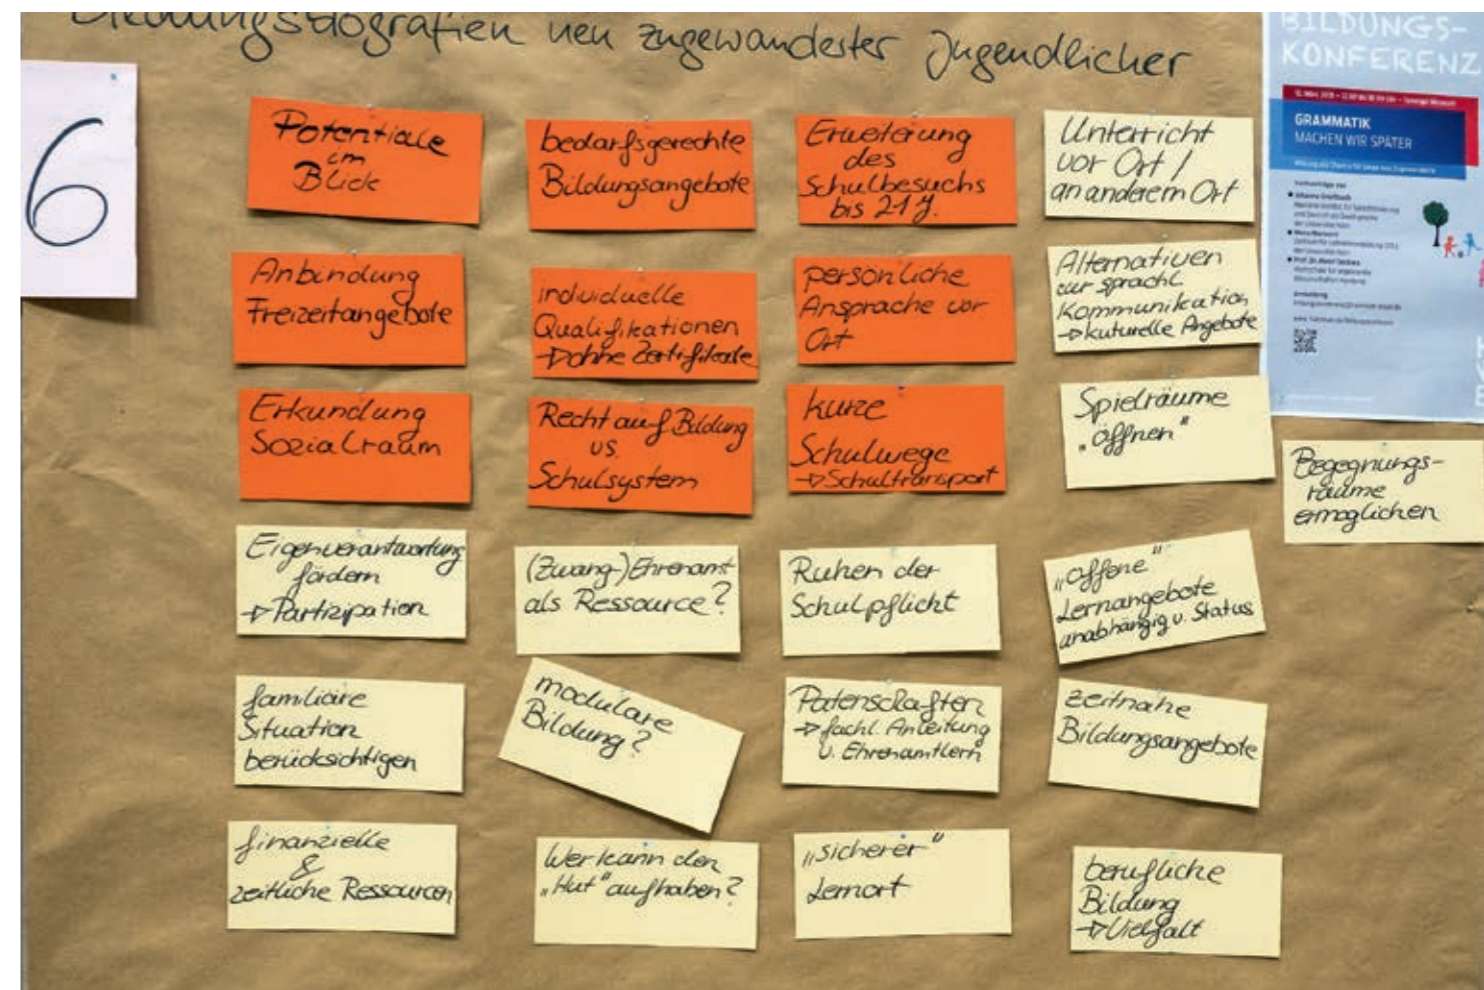 Bildungsbiografien neu zugewanderter Jugendlicher
6
Potentiale
im
Blick
bedarfsgerechte
Bildungsangebote
Erweiterung
des
Schulbesuchs
bis 21 J.
Unterricht
vor Ort /
an anderem Ort
Anbindung
Freizeitangebote
individuelle
Qualifikationen
→ ohne Zertifikate
persönliche
Ansprache vor
Ort
Alternativen
zur sprachl.
Kommunikation
→ kuturelle Angebote
Erkundung
Sozialraum
Recht auf Bildung
vs.
Schulsystem
kurze
Schulwege
→ Schultransport
Spielräume
„öffnen"
Begegnungs-
räume
ermöglichen
Eigenverantwortung
fördern
→ Partizipation
(Zwang-)Ehrenamt
als Ressource?
Ruhen der
Schulpflicht
„offene"
Lernangebote
unabhängig v. Status
familiäre
Situation
berücksichtigen
modulare
Bildung?
Patenschaften
→ fachl. Anleitung
v. Ehrenamtlern
zeitnahe
Bildungsangebote
finanzielle
&
zeitliche Ressourcen
Wer kann den
„Hut" aufhaben?
„sicherer"
Lernort
berufliche
Bildung
→ Vielfalt
BILDUNGS-
KONFERENZ
GRAMMATIK
MACHEN WIR SPÄTER